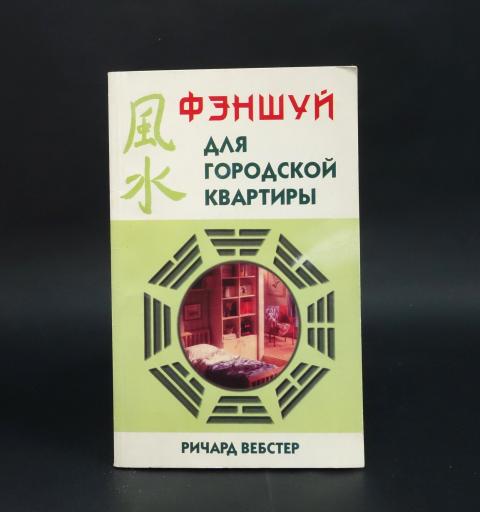 風水
ФЭНШУЙ
ДЛЯ
ГОРОДСКОЙ
КВАРТИРЫ
РИЧАРД ВЕБСТЕР